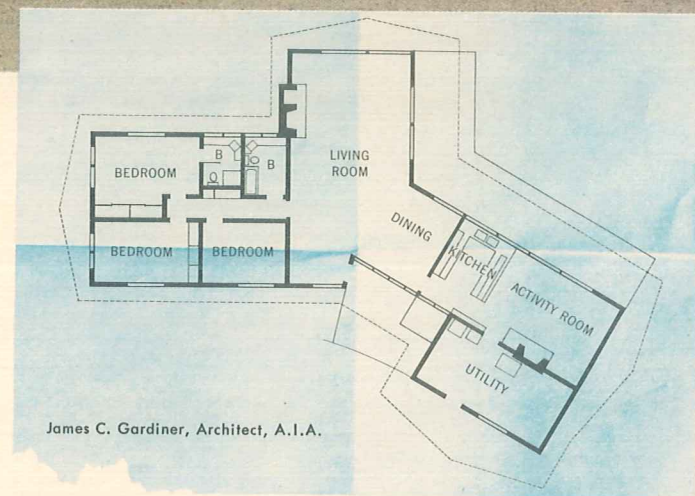 BEDROOM
B
B
LIVING
ROOM
BEDROOM
BEDROOM
DINING
KITCHEN
ACTIVITY ROOM
UTILITY
James C. Gardiner, Architect, A.I.A.